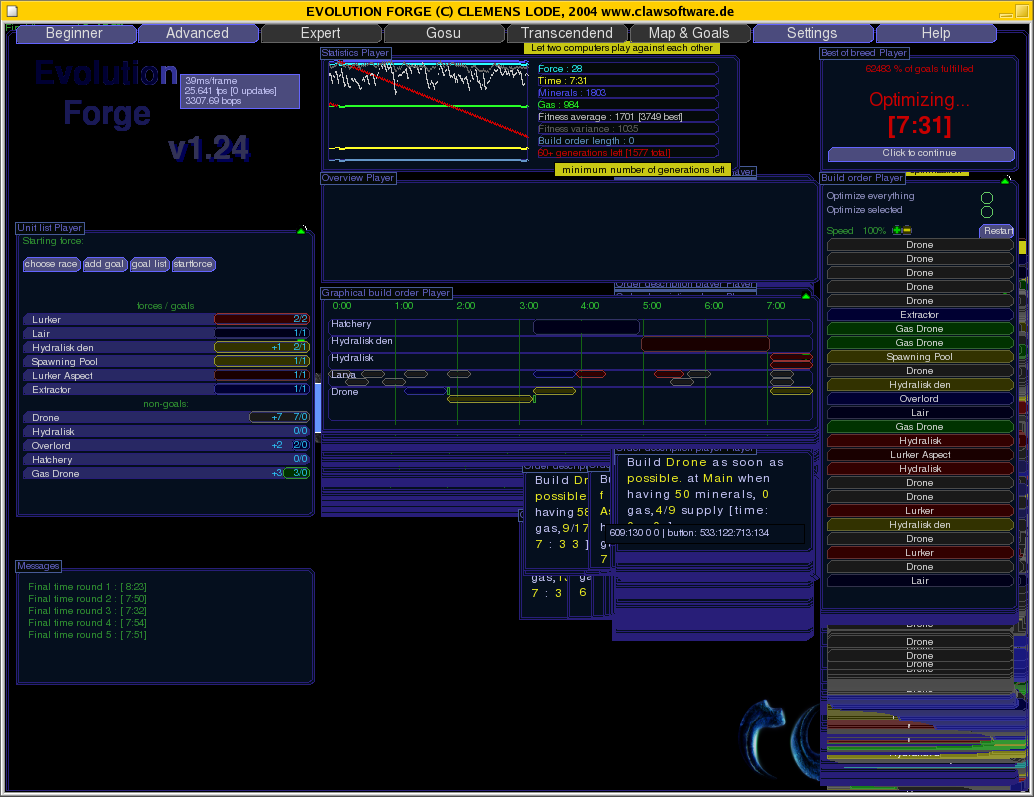 EVOLUTION FORGE (C) CLEMENS LODE, 2004 www.clawsoftware.de
Beginner
Advanced
Expert
Gosu
Transcendend
Map & Goals
Settings
Help
Let two computers play against each other
Evolution
Forge
v1.24
39ms/frame
25.641 fps [0 updates]
3307.69 bops
Statistics Player
Force : 28
Time : 7:31
Minerals : 1803
Gas : 984
Fitness average : 1701 [3749 best]
Fitness variance : 1035
Build order length : 0
80+ generations left [1577 total]
minimum number of generations left
Best of breed Player
62483 % of goals fulfilled
Optimizing...
[7:31]
Click to continue
Overview Player
Unit list Player
Starting force:
choose race
add goal
goal list
startforce
forces / goals
Lurker 2/2
Lair 1/1
Hydralisk den +1 2/1
Spawning Pool 1/1
Lurker Aspect 1/1
Extractor 1/1
non-goals:
Drone +7 7/0
Hydralisk 0/0
Overlord +2 2/0
Hatchery 0/0
Gas Drone +3 3/0
Graphical build order Player
0:00 1:00 2:00 3:00 4:00 5:00 6:00 7:00
Hatchery
Hydralisk den
Hydralisk
Larva
Drone
Build order Player
Optimize everything
Optimize selected
Speed 100%
Restart
Drone
Drone
Drone
Drone
Drone
Extractor
Gas Drone
Gas Drone
Spawning Pool
Drone
Hydralisk den
Overlord
Lair
Gas Drone
Hydralisk
Lurker Aspect
Hydralisk
Drone
Drone
Lurker
Hydralisk den
Drone
Lurker
Drone
Lair
Drone
Drone
Drone
Drone
Build Drone as soon as
possible. at Main when
having 50 minerals, 0
gas,4/9 supply [time:
609:130 0 0 | button: 533:122:713:134
Build
possible
having
gas,9/17
7 : 3 3 ]
7 : 3
6
Messages
Final time round 1 : [ 8:23]
Final time round 2 : [ 7:50]
Final time round 3 : [ 7:32]
Final time round 4 : [ 7:54]
Final time round 5 : [ 7:51]